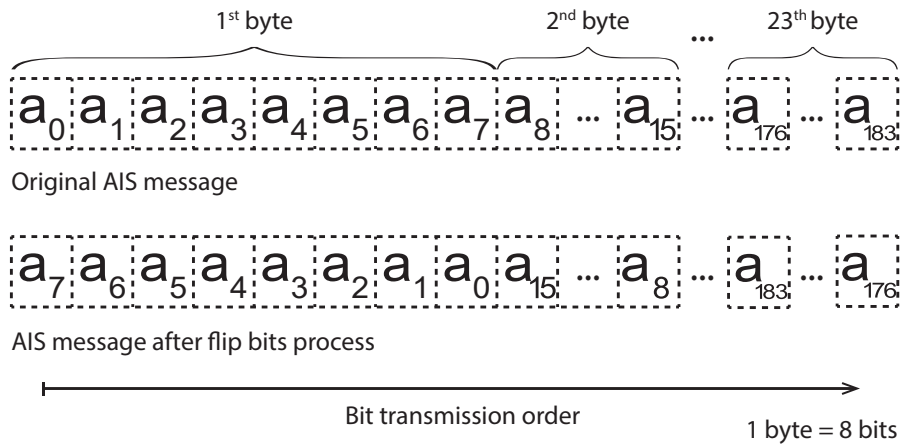 1st byte 2nd byte ... 23th byte
a0 a1 a2 a3 a4 a5 a6 a7 a8 ... a15 ... a176 ... a183
Original AIS message
a7 a6 a5 a4 a3 a2 a1 a0 a15 ... a8 ... a183 ... a176
AIS message after flip bits process
Bit transmission order
1 byte = 8 bits